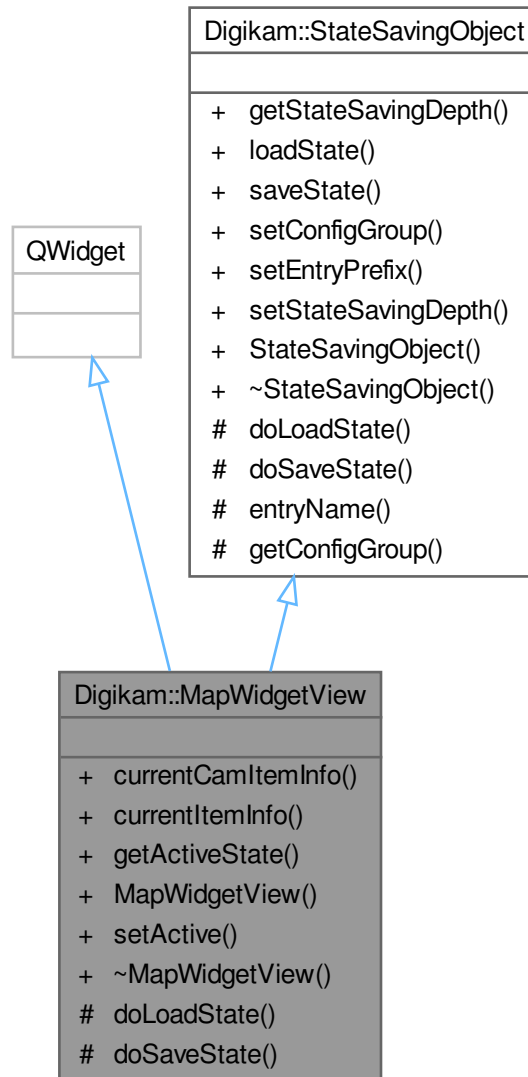 Digikam::StateSavingObject
+ getStateSavingDepth()
+ loadState()
+ saveState()
+ setConfigGroup()
+ setEntryPrefix()
+ setStateSavingDepth()
+ StateSavingObject()
+ ~StateSavingObject()
# doLoadState()
# doSaveState()
# entryName()
# getConfigGroup()
QWidget
Digikam::MapWidgetView
+ currentCamItemInfo()
+ currentItemInfo()
+ getActiveState()
+ MapWidgetView()
+ setActive()
+ ~MapWidgetView()
# doLoadState()
# doSaveState()